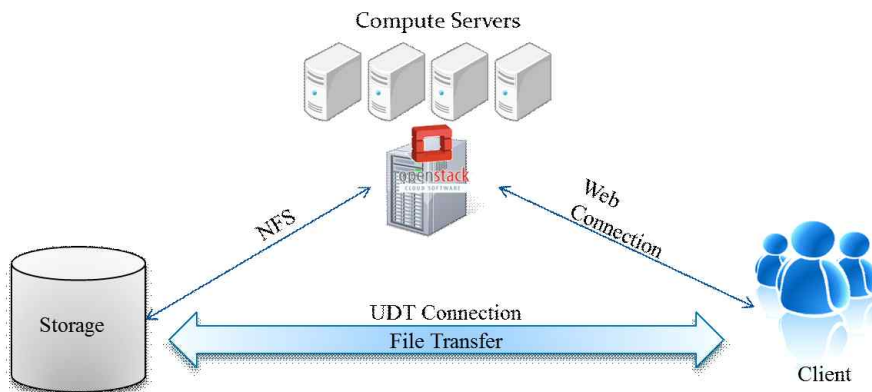 Compute Servers
openstack
CLOUD SOFTWARE
NFS
Web
Connection
UDT Connection
Storage
File Transfer
Client